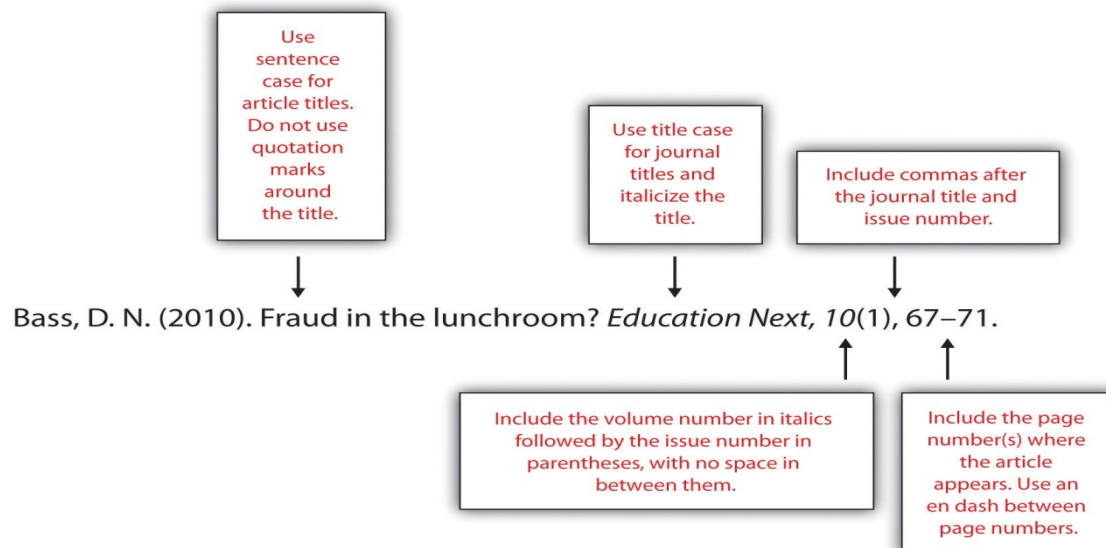 Use
sentence
case for
article titles.
Do not use
quotation
marks
around
the title.
Use title case
for journal
titles and
italicize the
title.
Include commas after
the journal title and
issue number.
Bass, D. N. (2010). Fraud in the lunchroom? Education Next, 10(1), 67–71.
Include the volume number in italics
followed by the issue number in
parentheses, with no space in
between them.
Include the page
number(s) where
the article
appears. Use an
en dash between
page numbers.